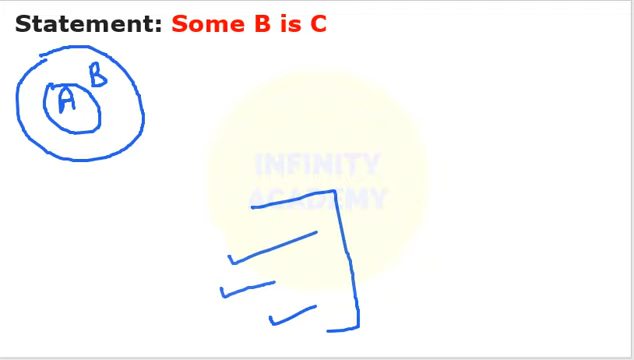 Statement: Some B is C
B
A
INFINITY
ACADEMY